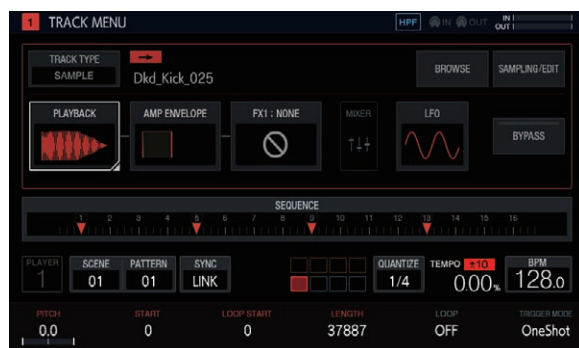 1 TRACK MENU HPF IN OUT IN OUT
TRACK TYPE
SAMPLE
Dkd_Kick_025
BROWSE
SAMPLING/EDIT
PLAYBACK
AMP ENVELOPE
FX1 : NONE
MIXER
LFO
BYPASS
SEQUENCE
1 2 3 4 5 6 7 8 9 10 11 12 13 14 15 16
PLAYER
1
SCENE
01
PATTERN
01
SYNC
LINK
QUANTIZE
1/4
TEMPO ±10
0.00%
BPM
128.0
PITCH START LOOP START LENGTH LOOP TRIGGER MODE
0.0 0 0 37887 OFF OneShot